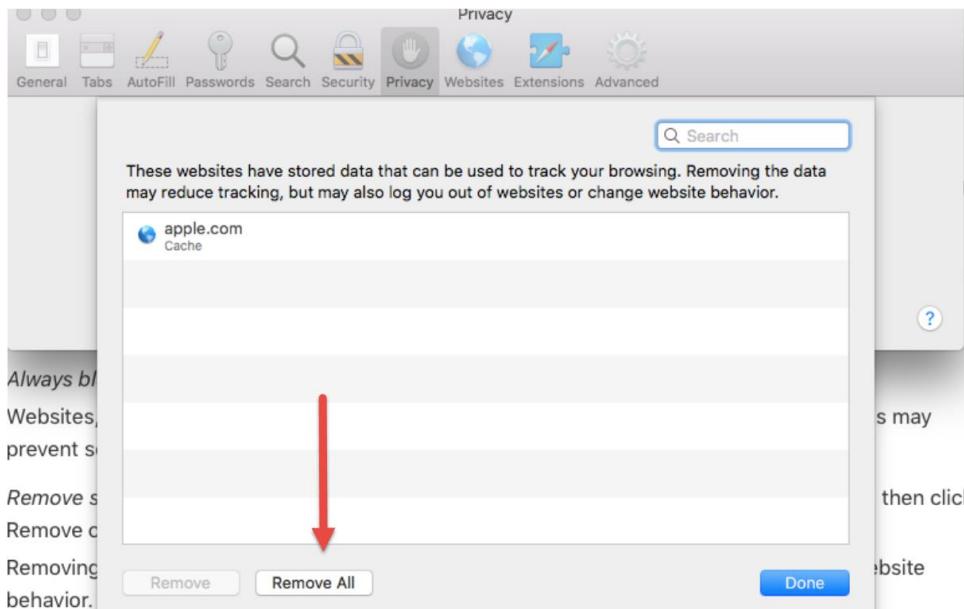 Privacy
General Tabs AutoFill Passwords Search Security Privacy Websites Extensions Advanced
Search
These websites have stored data that can be used to track your browsing. Removing the data
may reduce tracking, but may also log you out of websites or change website behavior.
apple.com
Cache
?
Always bl
Websites, s may
prevent s
Remove s then clic
Remove o
Removing ebsite
behavior.
Remove Remove All Done